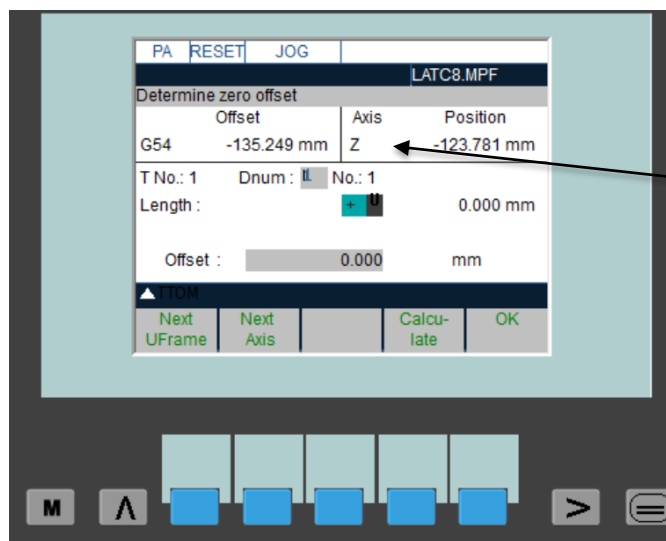 PA RESET JOG
LATC8.MPF
Determine zero offset
Offset Axis Position
G54 -135.249 mm Z -123.781 mm
T No.: 1 Dnum : No.: 1
Length : + U 0.000 mm
Offset : 0.000 mm
TTOM
Next UFrame Next Axis Calcu- late OK
M Λ >